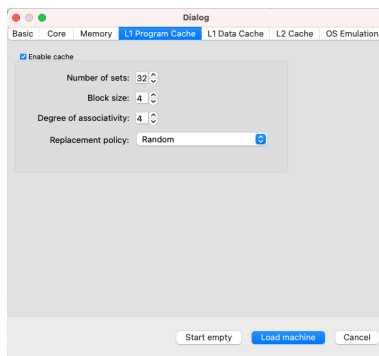 Dialog
Basic Core Memory L1 Program Cache L1 Data Cache L2 Cache OS Emulation
Enable cache
Number of sets: 32
Block size: 4
Degree of associativity: 4
Replacement policy: Random
Start empty Load machine Cancel